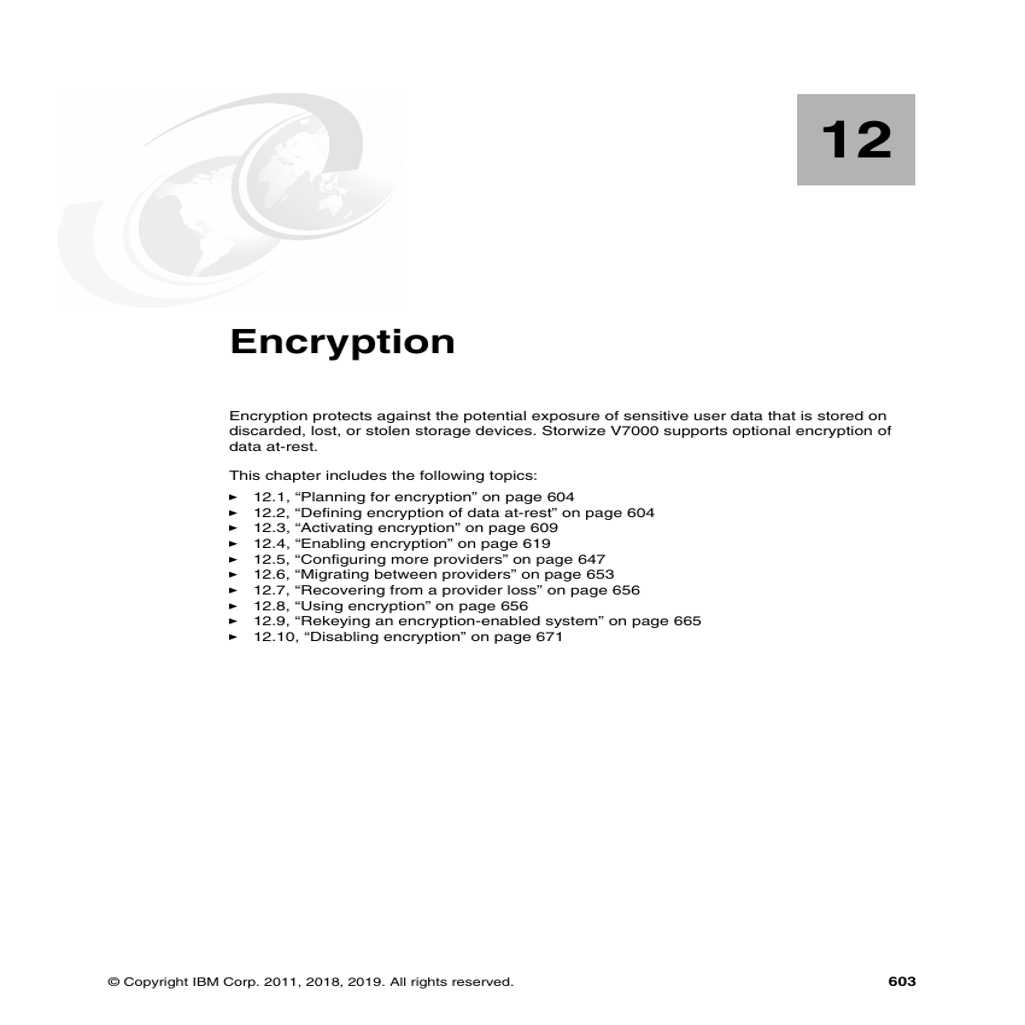 12
Encryption
Encryption protects against the potential exposure of sensitive user data that is stored on
discarded, lost, or stolen storage devices. Storwize V7000 supports optional encryption of
data at-rest.
This chapter includes the following topics:
► 12.1, “Planning for encryption” on page 604
► 12.2, “Defining encryption of data at-rest” on page 604
► 12.3, “Activating encryption” on page 609
► 12.4, “Enabling encryption” on page 619
► 12.5, “Configuring more providers” on page 647
► 12.6, “Migrating between providers” on page 653
► 12.7, “Recovering from a provider loss” on page 656
► 12.8, “Using encryption” on page 656
► 12.9, “Rekeying an encryption-enabled system” on page 665
► 12.10, “Disabling encryption” on page 671
© Copyright IBM Corp. 2011, 2018, 2019. All rights reserved.
603